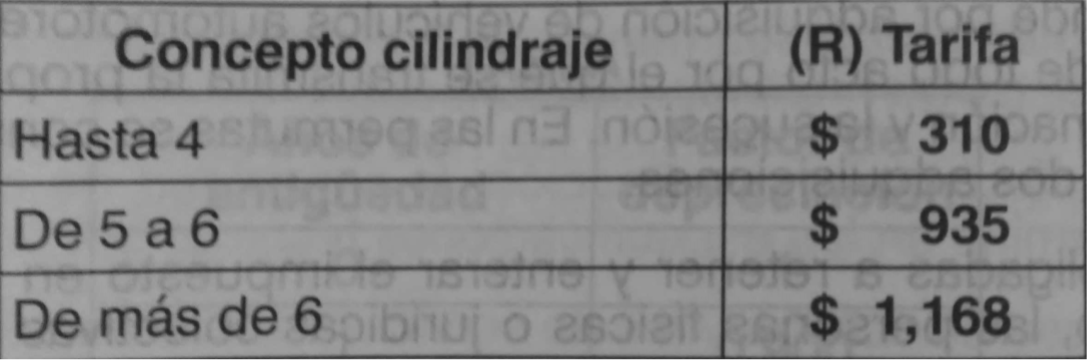 Concepto cilindraje (R) Tarifa
Hasta 4 $ 310
De 5 a 6 $ 935
De más de 6 $ 1,168